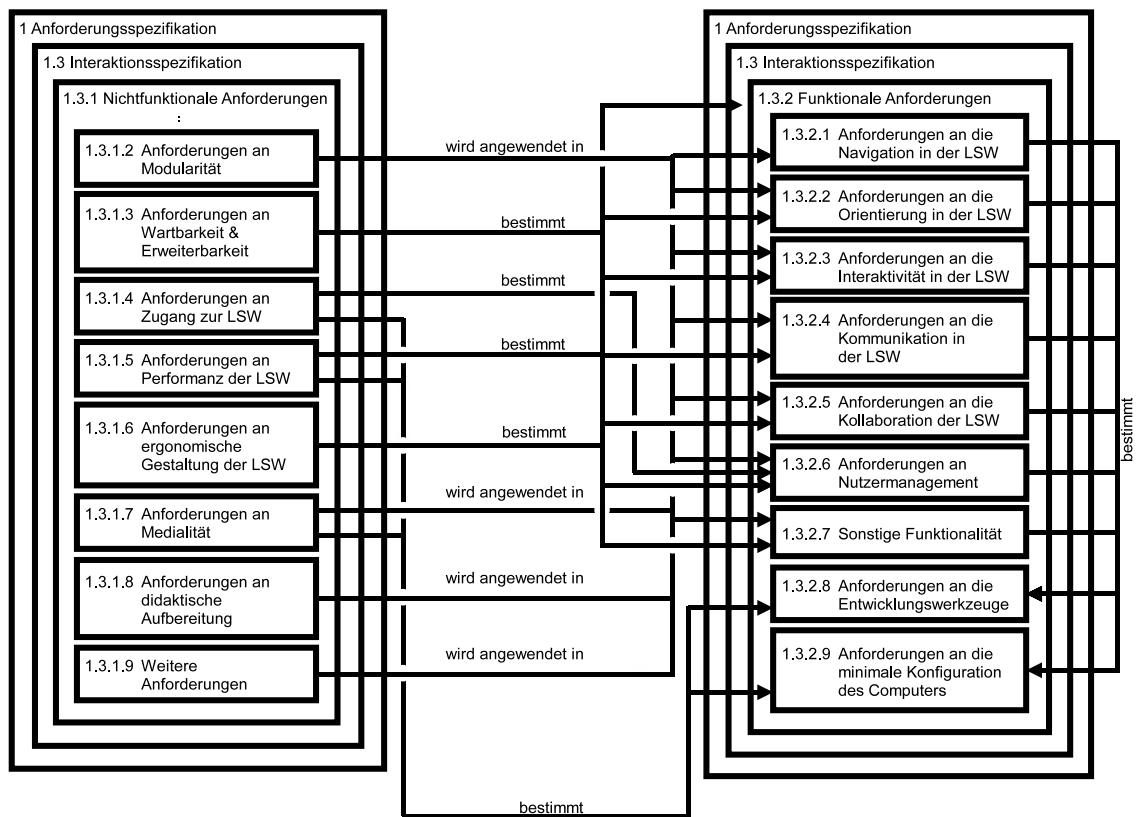 1 Anforderungsspezifikation
1.3 Interaktionsspezifikation
1.3.1 Nichtfunktionale Anforderungen
:
1.3.1.2 Anforderungen an
Modularität
1.3.1.3 Anforderungen an
Wartbarkeit &
Erweiterbarkeit
1.3.1.4 Anforderungen an
Zugang zur LSW
1.3.1.5 Anforderungen an
Performanz der LSW
1.3.1.6 Anforderungen an
ergonomische
Gestaltung der LSW
1.3.1.7 Anforderungen an
Medialität
1.3.1.8 Anforderungen an
didaktische
Aufbereitung
1.3.1.9 Weitere
Anforderungen
wird angewendet in
bestimmt
bestimmt
bestimmt
bestimmt
wird angewendet in
wird angewendet in
wird angewendet in
bestimmt
1 Anforderungsspezifikation
1.3 Interaktionsspezifikation
1.3.2 Funktionale Anforderungen
1.3.2.1 Anforderungen an die
Navigation in der LSW
1.3.2.2 Anforderungen an die
Orientierung in der LSW
1.3.2.3 Anforderungen an die
Interaktivität in der LSW
1.3.2.4 Anforderungen an die
Kommunikation in
der LSW
1.3.2.5 Anforderungen an die
Kollaboration der LSW
1.3.2.6 Anforderungen an
Nutzermanagement
1.3.2.7 Sonstige Funktionalität
1.3.2.8 Anforderungen an die
Entwicklungswerkzeuge
1.3.2.9 Anforderungen an die
minimale Konfiguration
des Computers
bestimmt